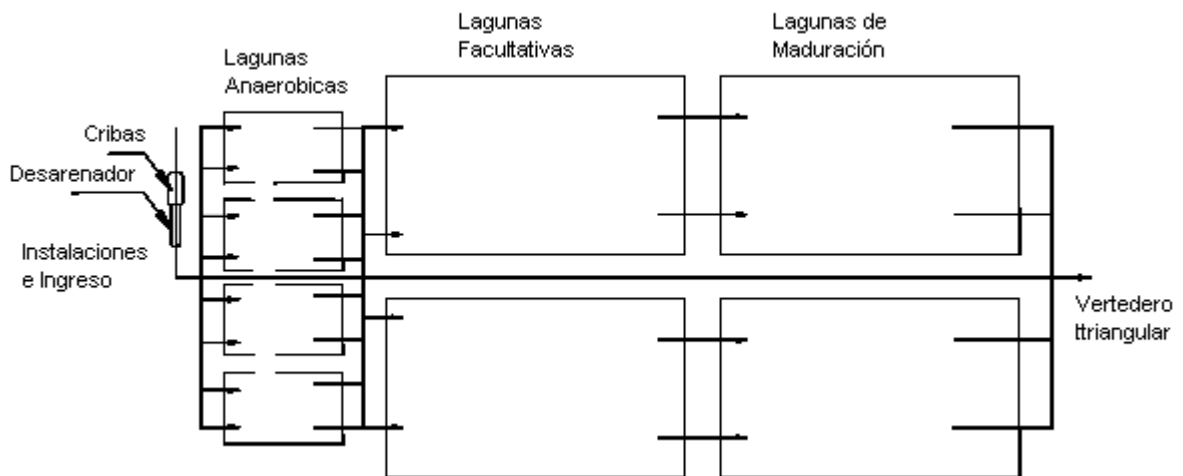 Lagunas
Facultativas
Lagunas de
Maduración
Lagunas
Anaerobicas
Cribas
Desarenador
Instalaciones
e Ingreso
Vertedero
ttriangular